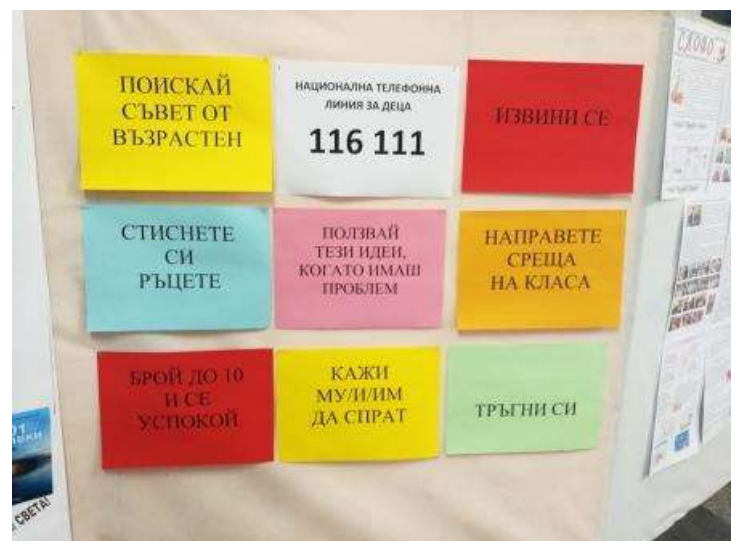 ПОИСКАЙ
СЪВЕТ ОТ
ВЪЗРАСТЕН
НАЦИОНАЛНА ТЕЛЕФОННА
ЛИНИЯ ЗА ДЕЦА
116 111
ИЗВИНИ СЕ
СТИСНЕТЕ
СИ
РЪЦЕТЕ
ПОЛЗВАЙ
ТЕЗИ ИДЕИ,
КОГАТО ИМАШ
ПРОБЛЕМ
НАПРАВЕТЕ
СРЕЩА
НА КЛАСА
БРОЙ ДО 10
И СЕ
УСПОКОЙ
КАЖИ
МУ/И/ИМ
ДА СПРАТ
ТРЪГНИ СИ
СЛОВО
СВЕТА!